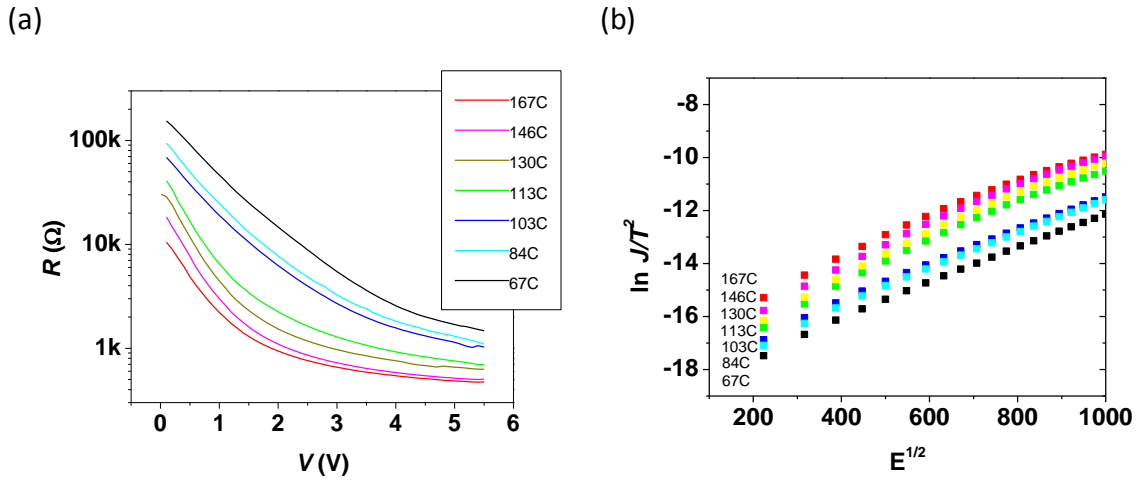 (a)
(b)
R (Ω)
100k
10k
1k
0 1 2 3 4 5 6
V (V)
167C
146C
130C
113C
103C
84C
67C
ln J/T²
-8
-10
-12
-14
-16
-18
167C
146C
130C
113C
103C
84C
67C
200 400 600 800 1000
E^1/2